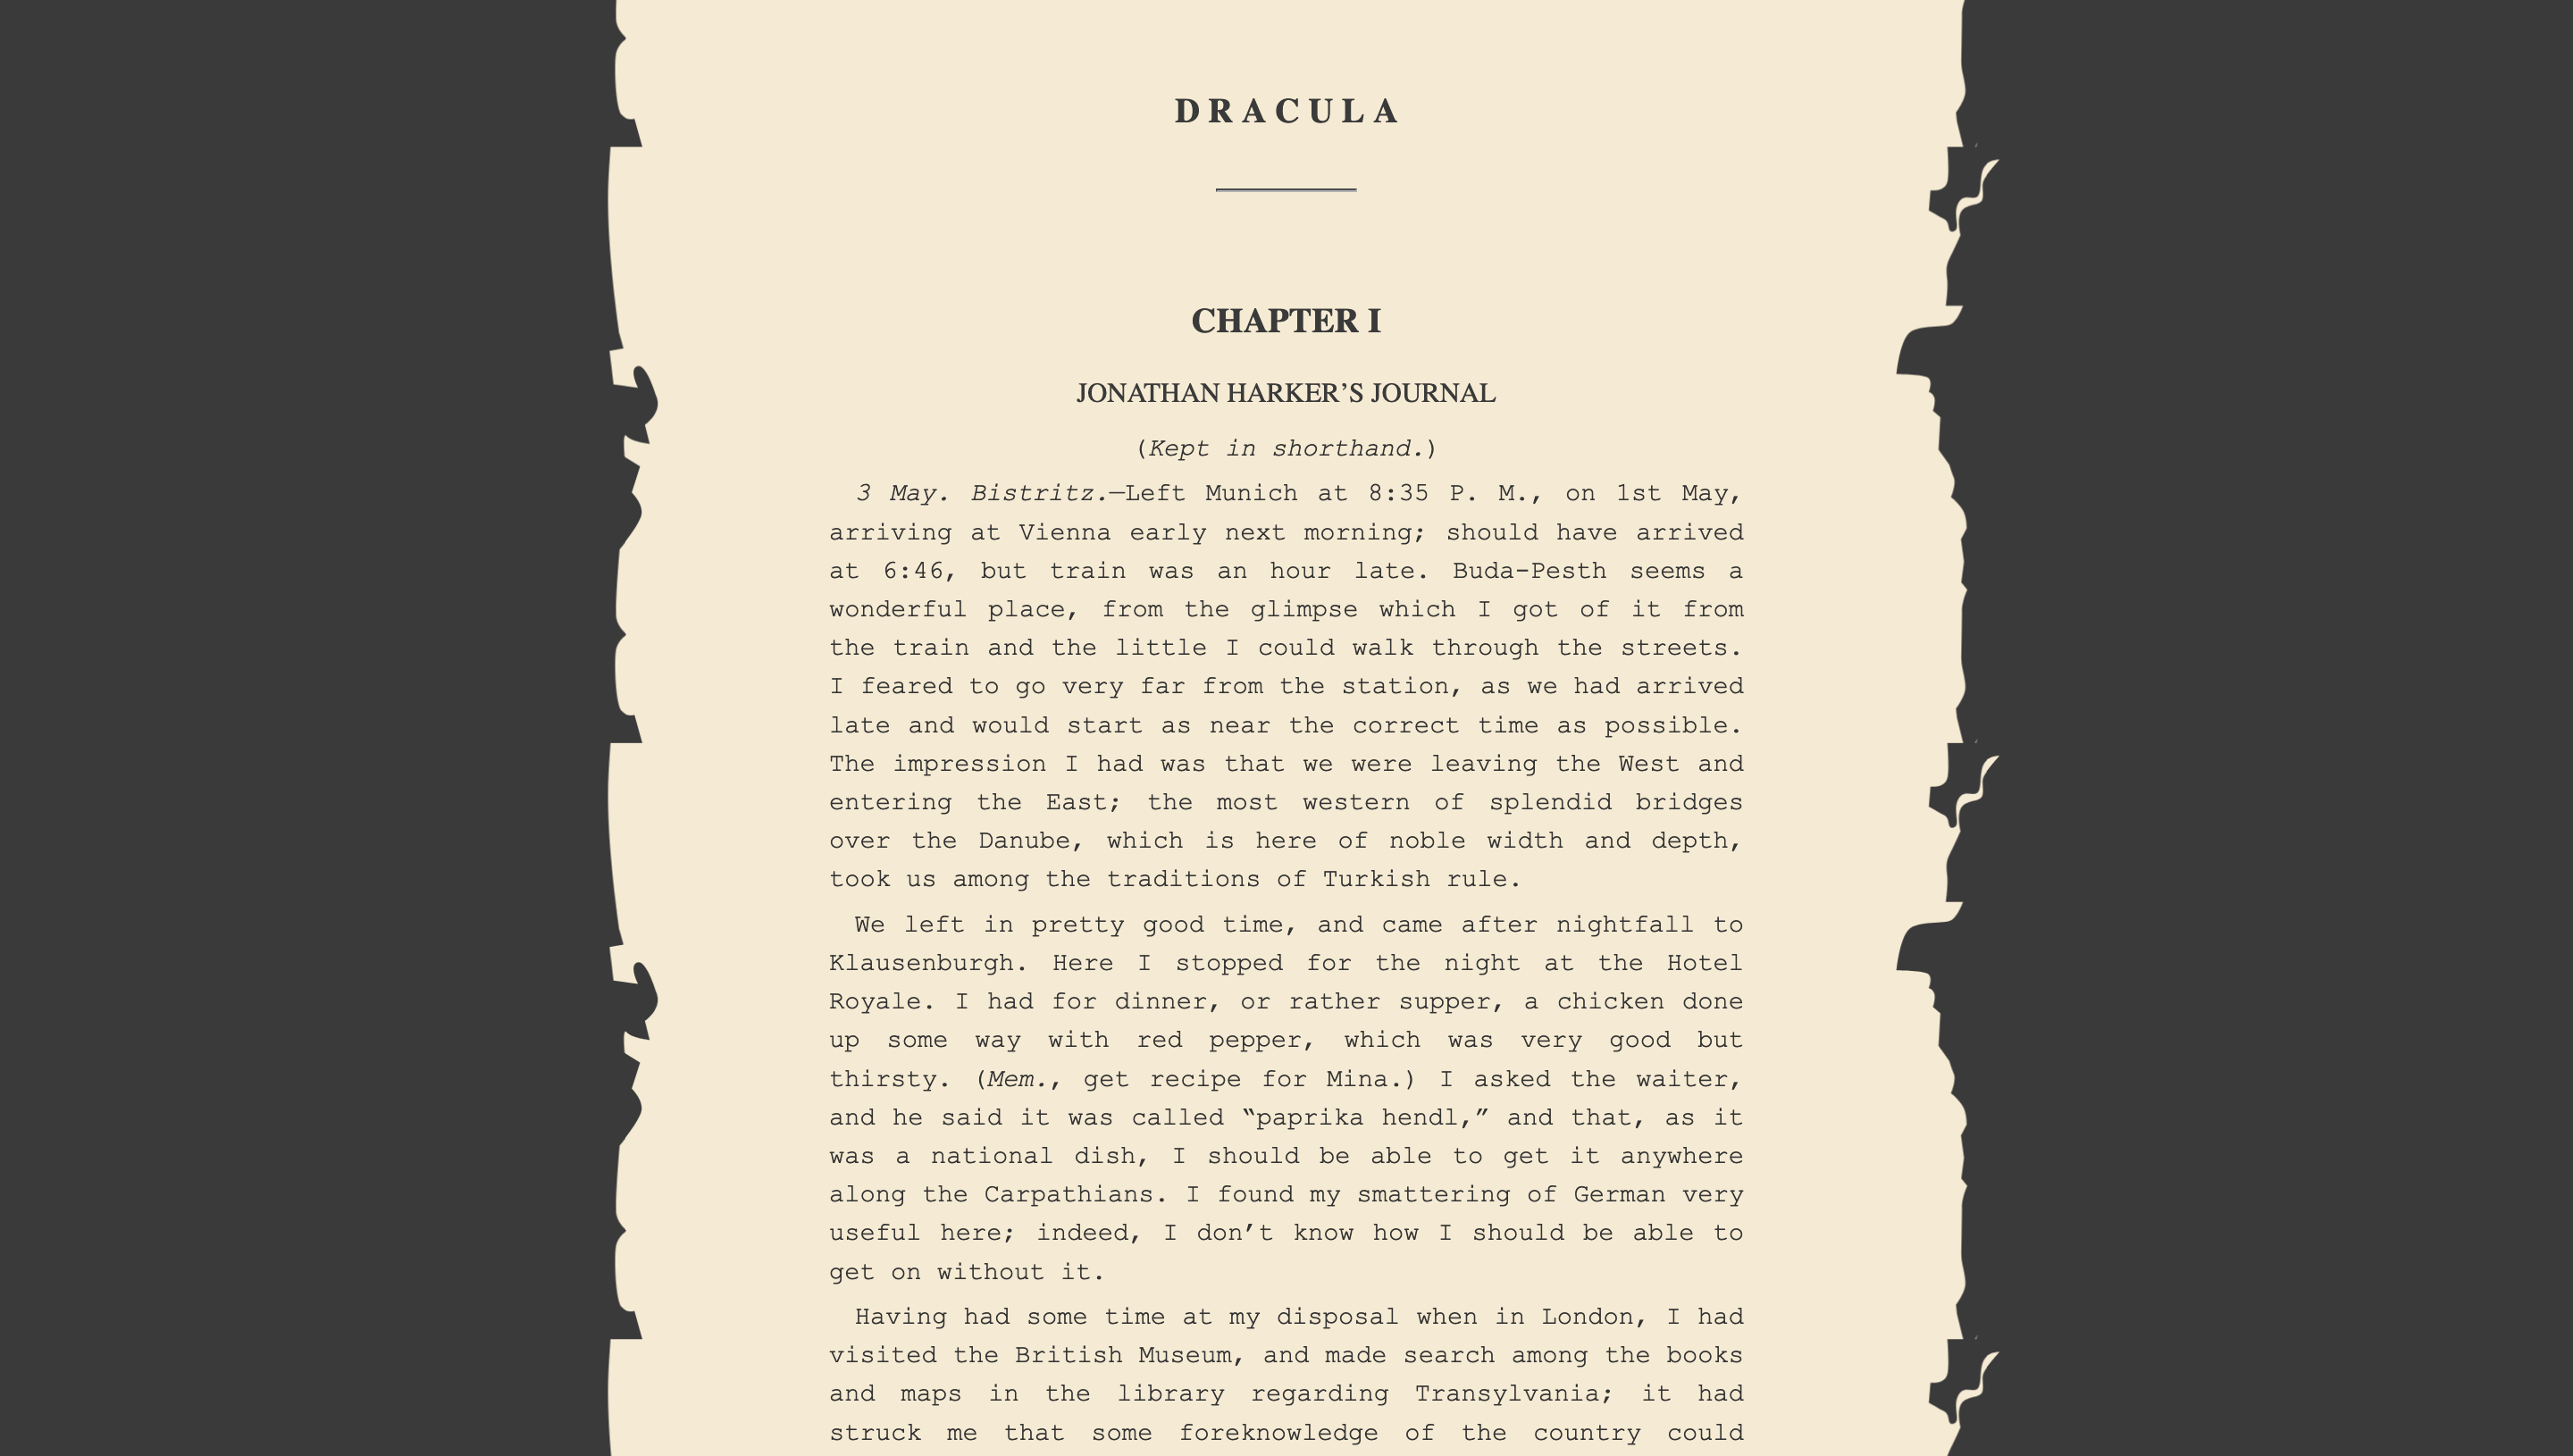 DRACULA
CHAPTER I
JONATHAN HARKER’S JOURNAL
(Kept in shorthand.)
3 May. Bistritz.—Left Munich at 8:35 P. M., on 1st May,
arriving at Vienna early next morning; should have arrived
at 6:46, but train was an hour late. Buda-Pesth seems a
wonderful place, from the glimpse which I got of it from
the train and the little I could walk through the streets.
I feared to go very far from the station, as we had arrived
late and would start as near the correct time as possible.
The impression I had was that we were leaving the West and
entering the East; the most western of splendid bridges
over the Danube, which is here of noble width and depth,
took us among the traditions of Turkish rule.
We left in pretty good time, and came after nightfall to
Klausenburgh. Here I stopped for the night at the Hotel
Royale. I had for dinner, or rather supper, a chicken done
up some way with red pepper, which was very good but
thirsty. (Mem., get recipe for Mina.) I asked the waiter,
and he said it was called “paprika hendl,” and that, as it
was a national dish, I should be able to get it anywhere
along the Carpathians. I found my smattering of German very
useful here; indeed, I don’t know how I should be able to
get on without it.
Having had some time at my disposal when in London, I had
visited the British Museum, and made search among the books
and maps in the library regarding Transylvania; it had
struck me that some foreknowledge of the country could